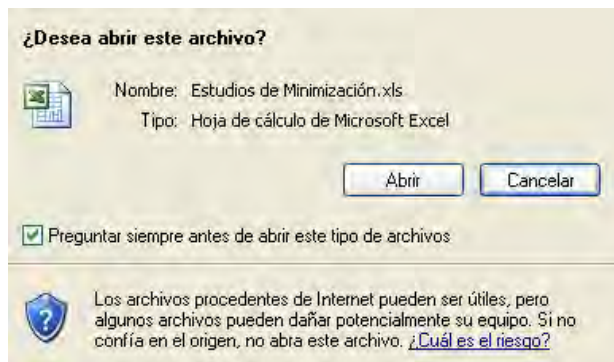 ¿Desea abrir este archivo?
Nombre: Estudios de Minimización.xls
Tipo: Hoja de cálculo de Microsoft Excel
Abrir Cancelar
Preguntar siempre antes de abrir este tipo de archivos
Los archivos procedentes de Internet pueden ser útiles, pero
algunos archivos pueden dañar potencialmente su equipo. Si no
confía en el origen, no abra este archivo. ¿Cuál es el riesgo?